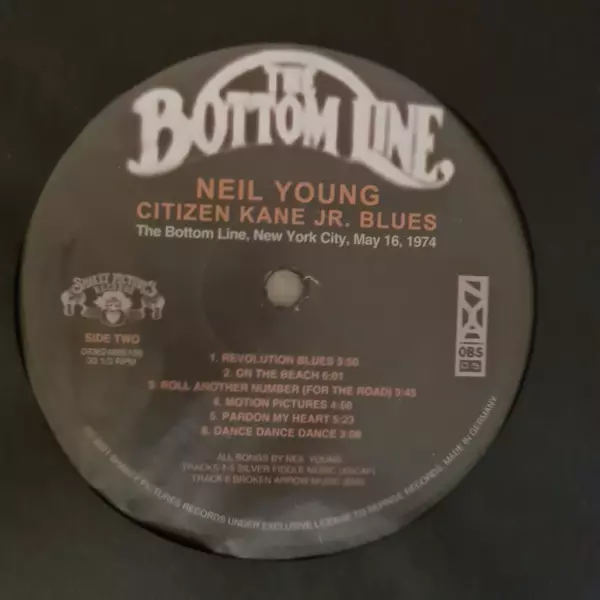 THE
BOTTOM LINE
NEIL YOUNG
CITIZEN KANE JR. BLUES
The Bottom Line, New York City, May 16, 1974
SHAKEY PICTURES
RECORDS
SIDE TWO
33 1/3 RPM
OBS
05
1. REVOLUTION BLUES 3:50
2. ON THE BEACH 6:01
3. ROLL ANOTHER NUMBER (FOR THE ROAD) 3:45
4. MOTION PICTURES 4:50
5. PARDON MY HEART 5:23
6. DANCE DANCE DANCE 3:08
ALL SONGS BY NEIL YOUNG
TRACKS 1-5 SILVER FIDDLE MUSIC (ASCAP)
TRACK 6 BROKEN ARROW MUSIC
SHAKEY PICTURES RECORDS UNDER EXCLUSIVE LICENSE TO REPRISE RECORDS. MADE IN GERMANY